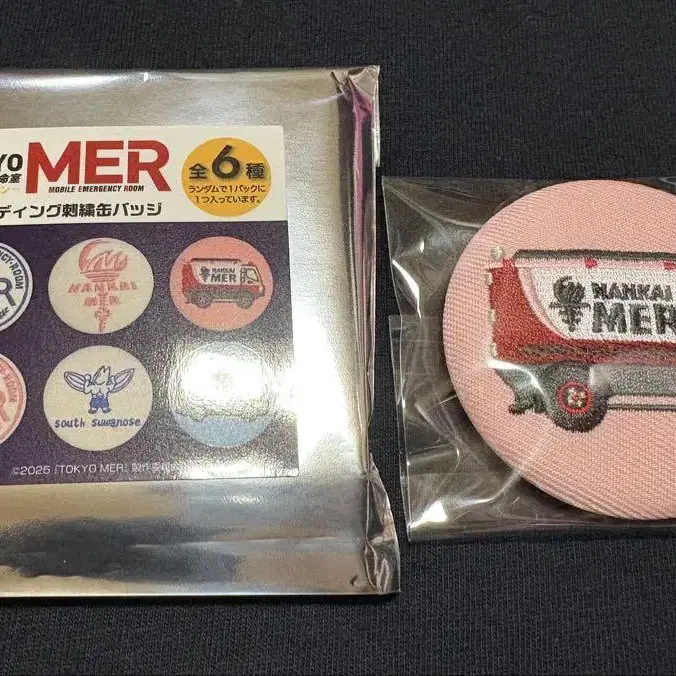 YO MER
命室
MOBILE EMERGENCY ROOM
全6種
ランダムで1パックに
1つ入っています。
ディング刺繍缶バッジ
NANKAI
MER
NANKAI
MER
south suwanose
©2025『TOKYO MER』製作委
NANKAI
MER